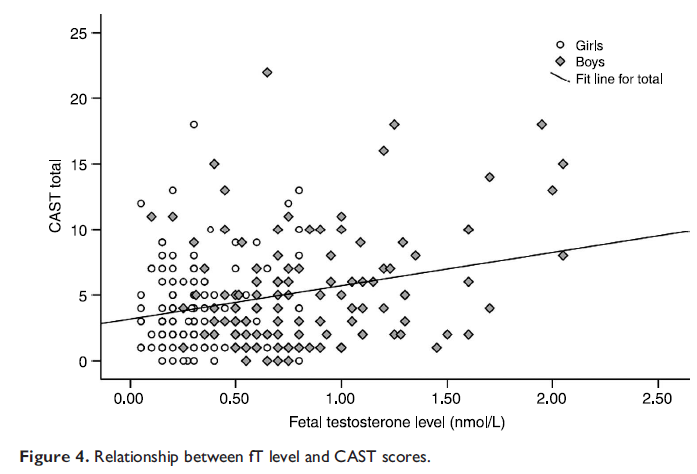 25
20
15
10
5
0
CAST total
Girls
Boys
Fit line for total
0.00 0.50 1.00 1.50 2.00 2.50
Fetal testosterone level (nmol/L)
Figure 4. Relationship between fT level and CAST scores.